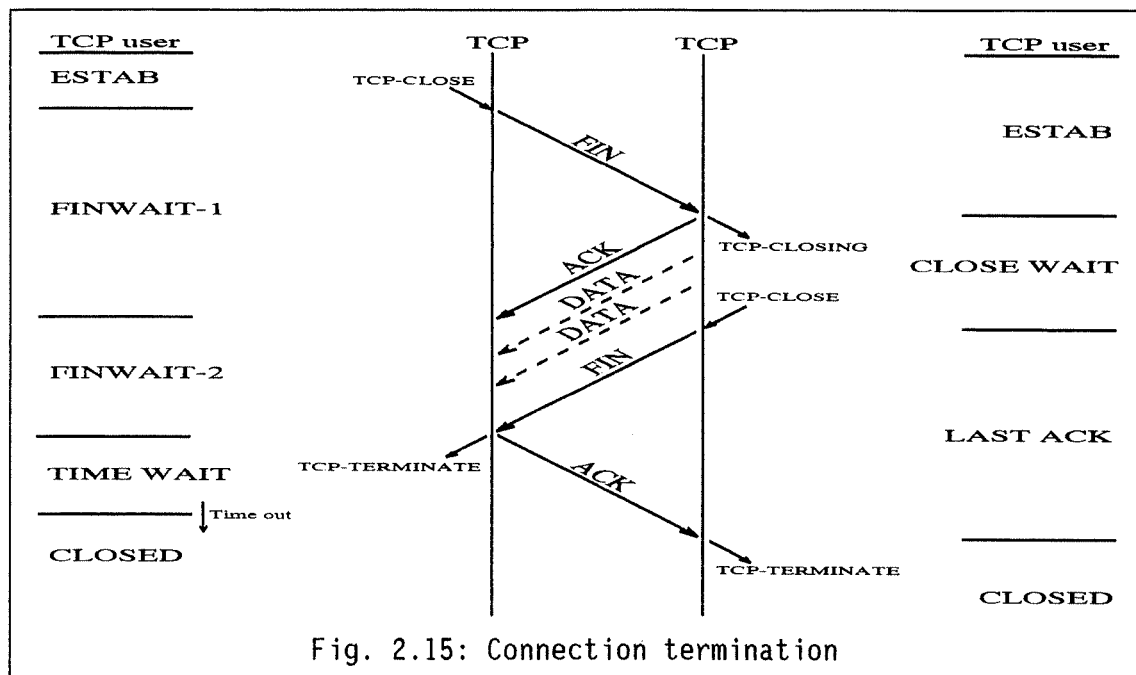 TCP user TCP TCP TCP user
ESTAB
TCP-CLOSE
FIN
ESTAB
FINWAIT-1
TCP-CLOSING
ACK
CLOSE WAIT
DATA
TCP-CLOSE
DATA
FINWAIT-2
FIN
LAST ACK
TCP-TERMINATE
TIME WAIT
ACK
Time out
CLOSED
TCP-TERMINATE
CLOSED
Fig. 2.15: Connection termination